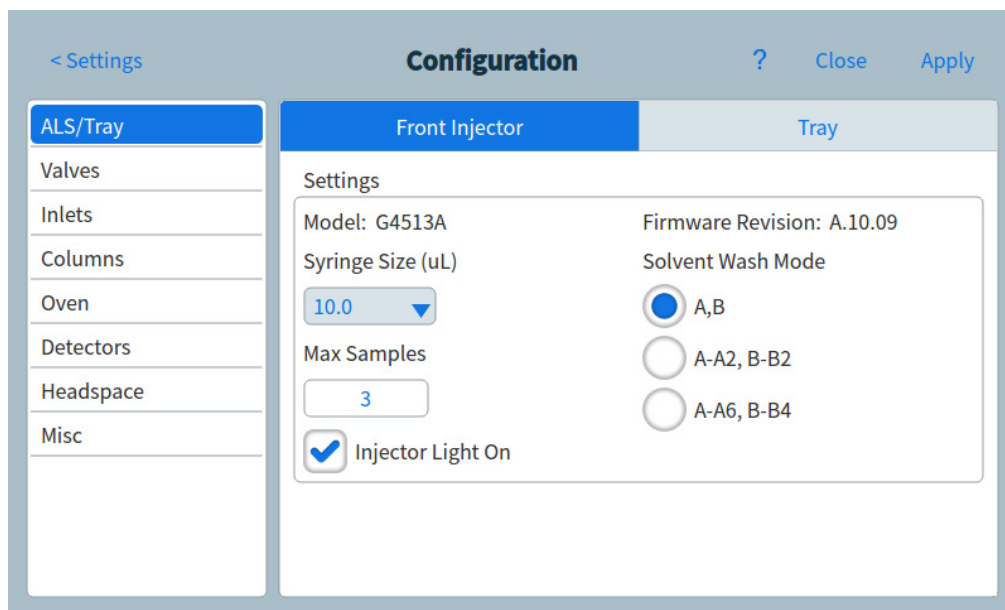 < Settings
Configuration
?
Close
Apply
ALS/Tray
Valves
Inlets
Columns
Oven
Detectors
Headspace
Misc
Front Injector
Tray
Settings
Model: G4513A
Firmware Revision: A.10.09
Syringe Size (uL)
10.0
Max Samples
3
Injector Light On
Solvent Wash Mode
A,B
A-A2, B-B2
A-A6, B-B4